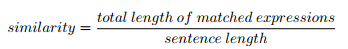 similarity = total length of matched expressions / sentence length